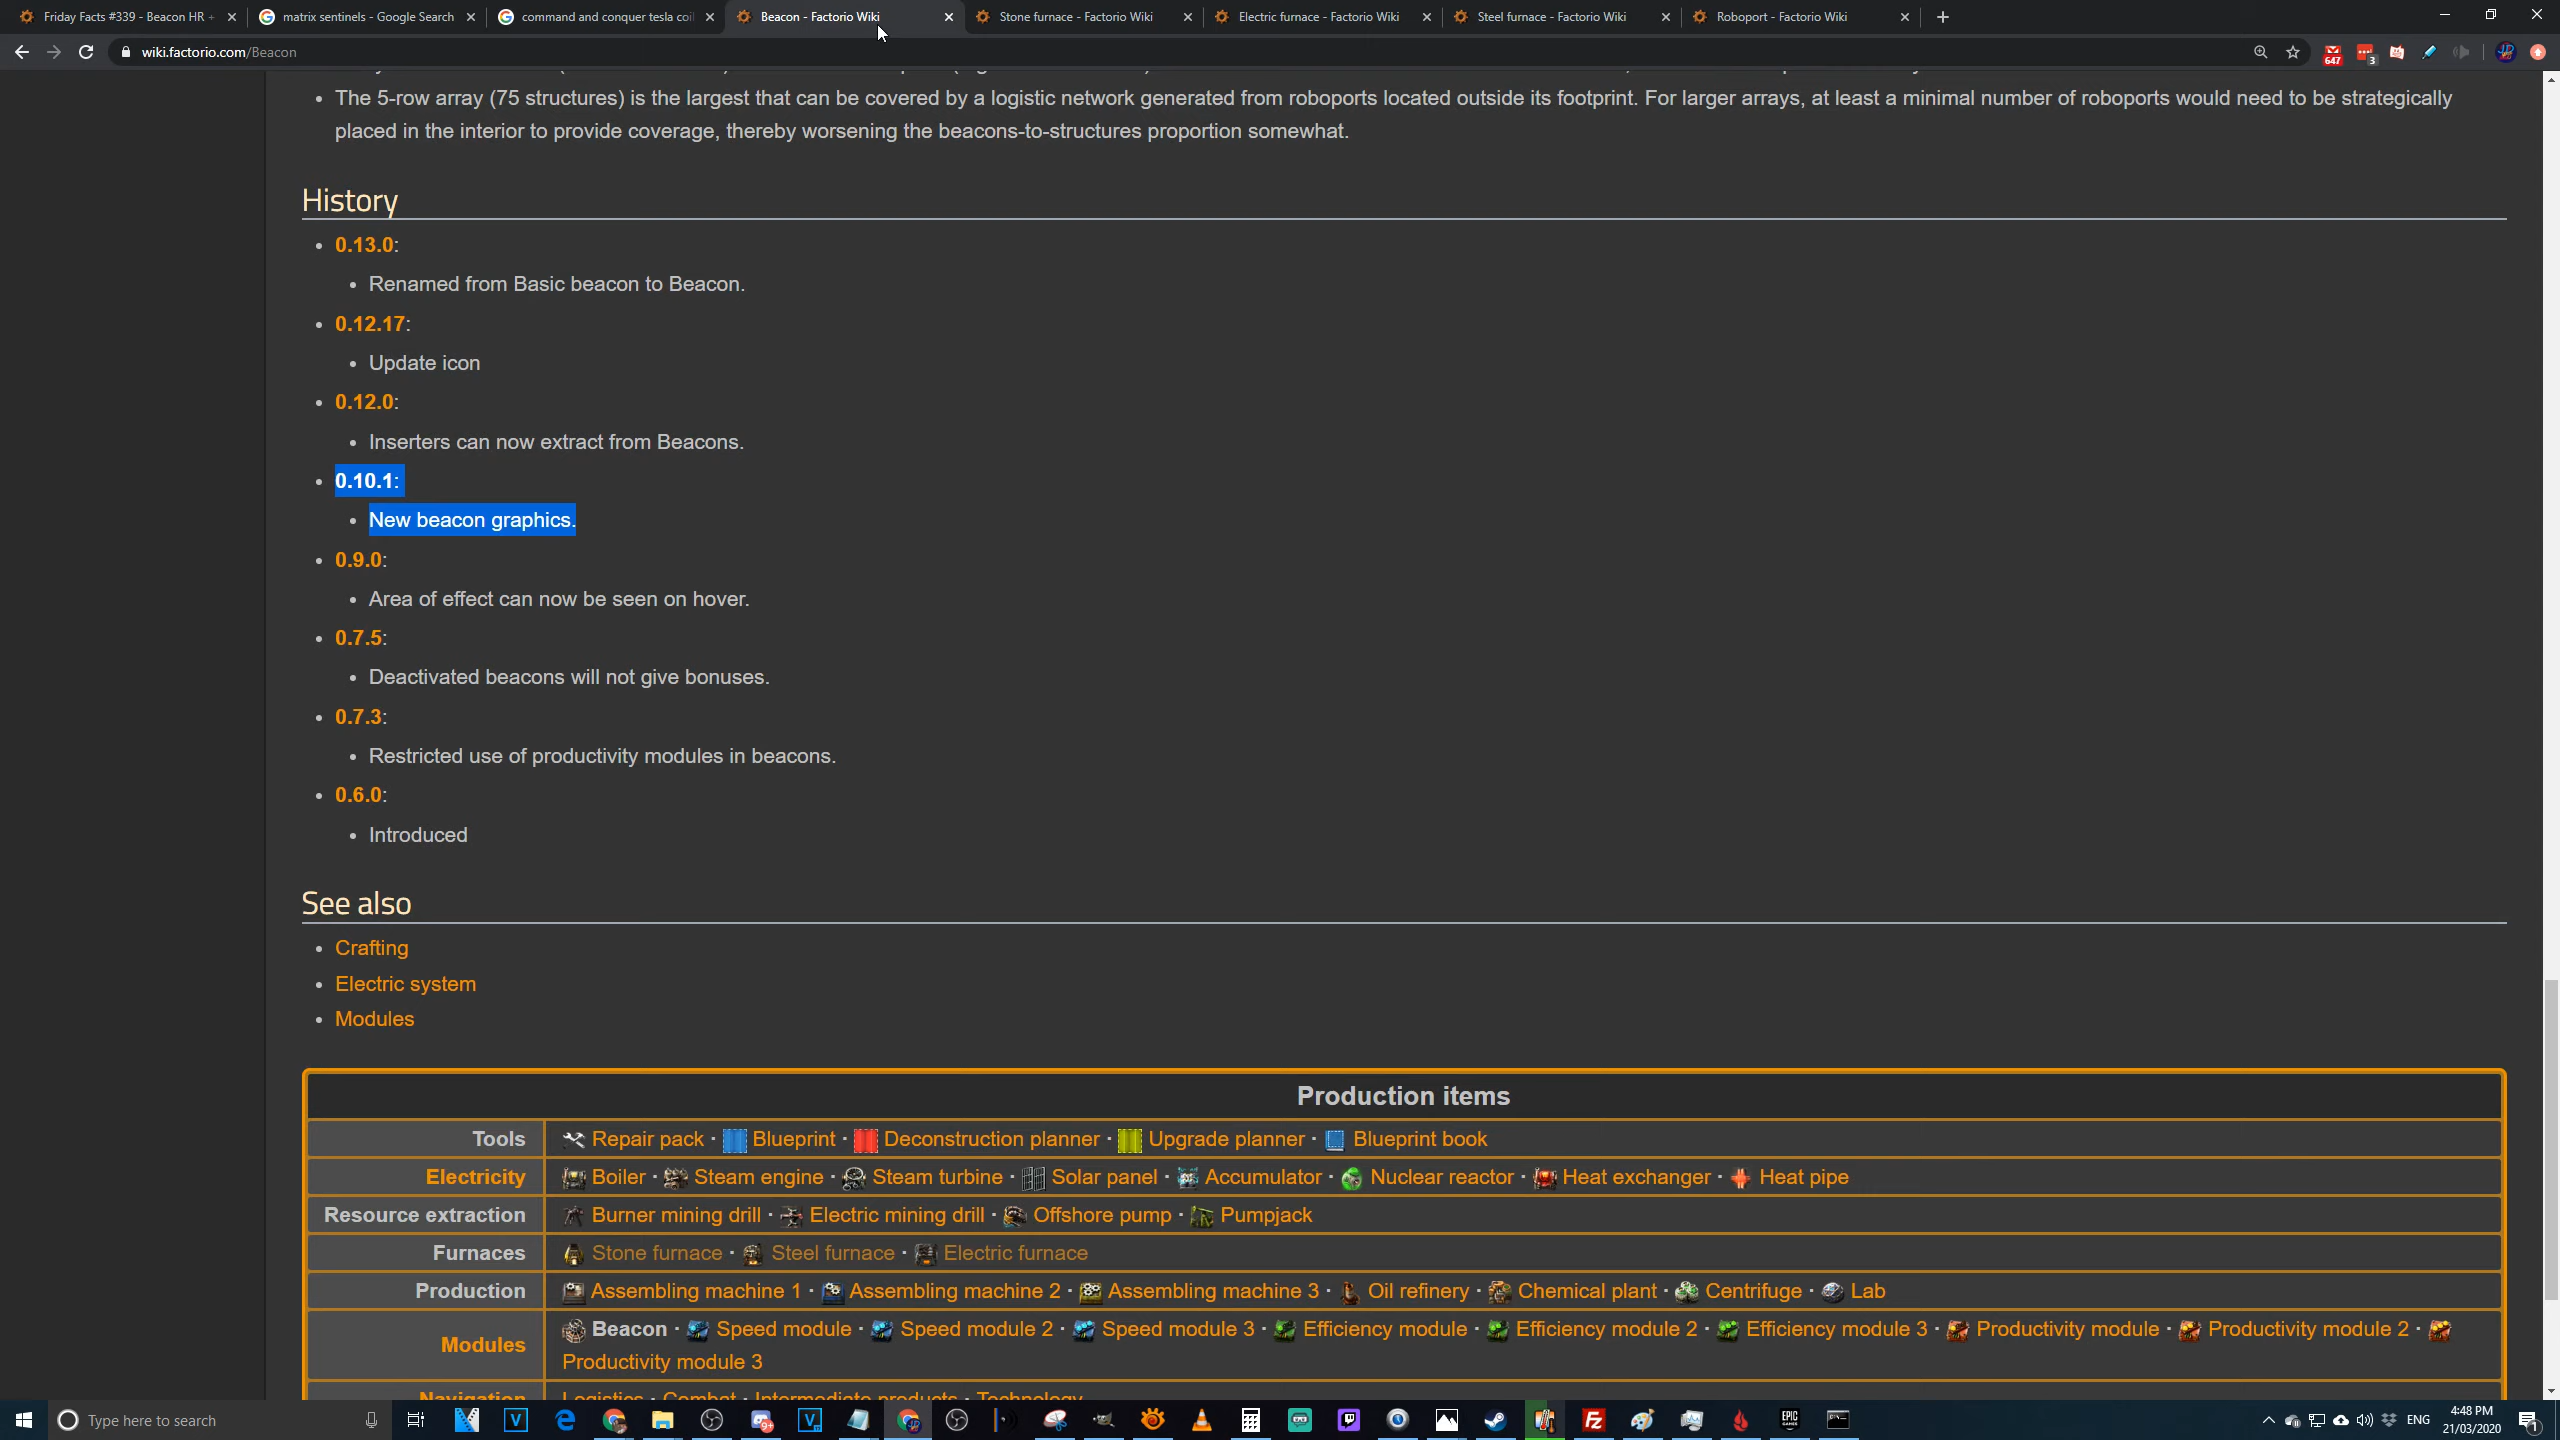 Friday Facts #339 - Beacon HR +
matrix sentinels - Google Search
command and conquer tesla coil
Beacon - Factorio Wiki
Stone furnace - Factorio Wiki
Electric furnace - Factorio Wiki
Steel furnace - Factorio Wiki
Roboport - Factorio Wiki
wiki.factorio.com/Beacon
647
3
• The 5-row array (75 structures) is the largest that can be covered by a logistic network generated from roboports located outside its footprint. For larger arrays, at least a minimal number of roboports would need to be strategically
placed in the interior to provide coverage, thereby worsening the beacons-to-structures proportion somewhat.
History
• 0.13.0:
• Renamed from Basic beacon to Beacon.
• 0.12.17:
• Update icon
• 0.12.0:
• Inserters can now extract from Beacons.
• 0.10.1:
• New beacon graphics.
• 0.9.0:
• Area of effect can now be seen on hover.
• 0.7.5:
• Deactivated beacons will not give bonuses.
• 0.7.3:
• Restricted use of productivity modules in beacons.
• 0.6.0:
• Introduced
See also
• Crafting
• Electric system
• Modules
Production items
Tools Repair pack · Blueprint · Deconstruction planner · Upgrade planner · Blueprint book
Electricity Boiler · Steam engine · Steam turbine · Solar panel · Accumulator · Nuclear reactor · Heat exchanger · Heat pipe
Resource extraction Burner mining drill · Electric mining drill · Offshore pump · Pumpjack
Furnaces Stone furnace · Steel furnace · Electric furnace
Production Assembling machine 1 · Assembling machine 2 · Assembling machine 3 · Oil refinery · Chemical plant · Centrifuge · Lab
Modules Beacon · Speed module · Speed module 2 · Speed module 3 · Efficiency module · Efficiency module 2 · Efficiency module 3 · Productivity module · Productivity module 2 ·
Productivity module 3
Navigation Logistics · Combat · Intermediate products · Technology
Type here to search
ENG
4:48 PM
21/03/2020
1